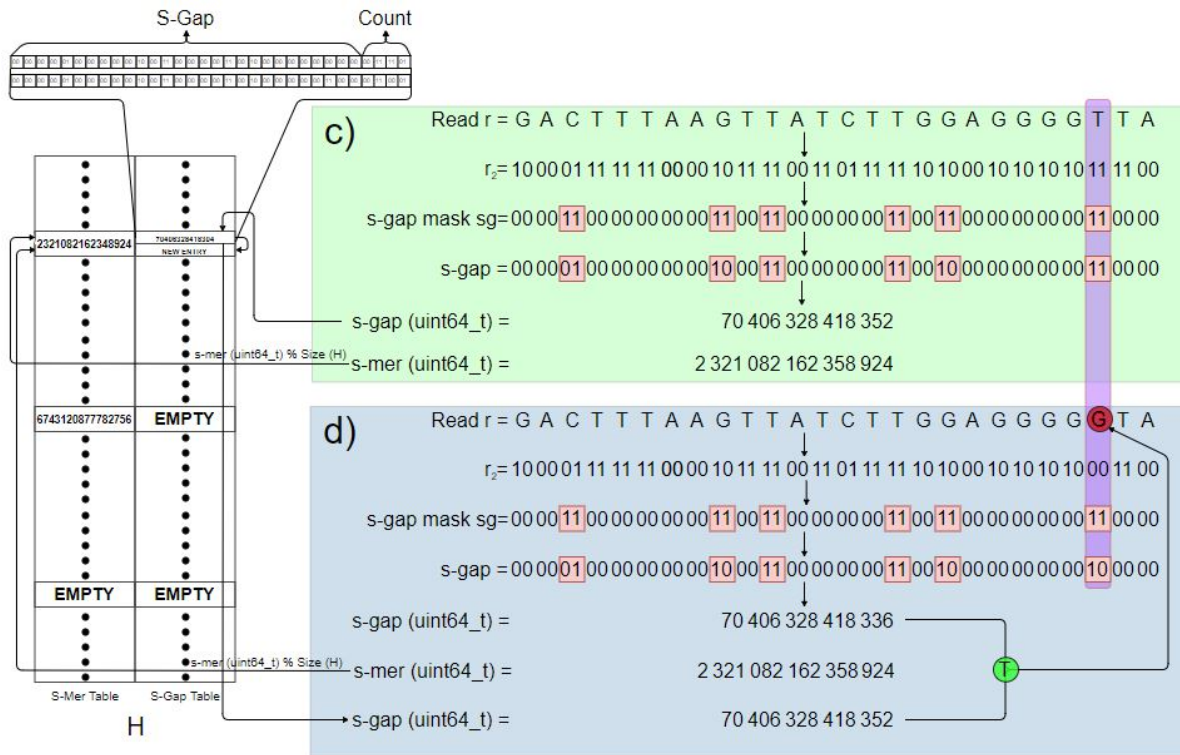 S-Gap Count
c)
Read r = G A C T T T A A G T T A T C T T G G A G G G G T T A
r₂= 10 00 01 11 11 11 00 00 10 11 11 00 11 01 11 11 10 10 00 10 10 10 10 11 11 00
s-gap mask sg= 00 00 11 00 00 00 00 00 11 00 11 00 00 00 00 11 00 11 00 00 00 00 00 11 00 00
s-gap = 00 00 01 00 00 00 00 00 10 00 11 00 00 00 00 11 00 10 00 00 00 00 00 11 00 00
s-gap (uint64_t) = 70 406 328 418 352
s-mer (uint64_t) = 2 321 082 162 358 924
d)
Read r = G A C T T T A A G T T A T C T T G G A G G G G G T A
r₂= 10 00 01 11 11 11 00 00 10 11 11 00 11 01 11 11 10 10 00 10 10 10 10 00 11 00
s-gap mask sg= 00 00 11 00 00 00 00 00 11 00 11 00 00 00 00 11 00 11 00 00 00 00 00 11 00 00
s-gap = 00 00 01 00 00 00 00 00 10 00 11 00 00 00 00 11 00 10 00 00 00 00 00 10 00 00
s-gap (uint64_t) = 70 406 328 418 336
s-mer (uint64_t) = 2 321 082 162 358 924
T
s-gap (uint64_t) = 70 406 328 418 352
2321082162348924
70406328418304
NEW ENTRY
s-mer (uint64_t) % Size (H)
6743120877782756 EMPTY
EMPTY EMPTY
s-mer (uint64_t) % Size (H)
S-Mer Table S-Gap Table
H